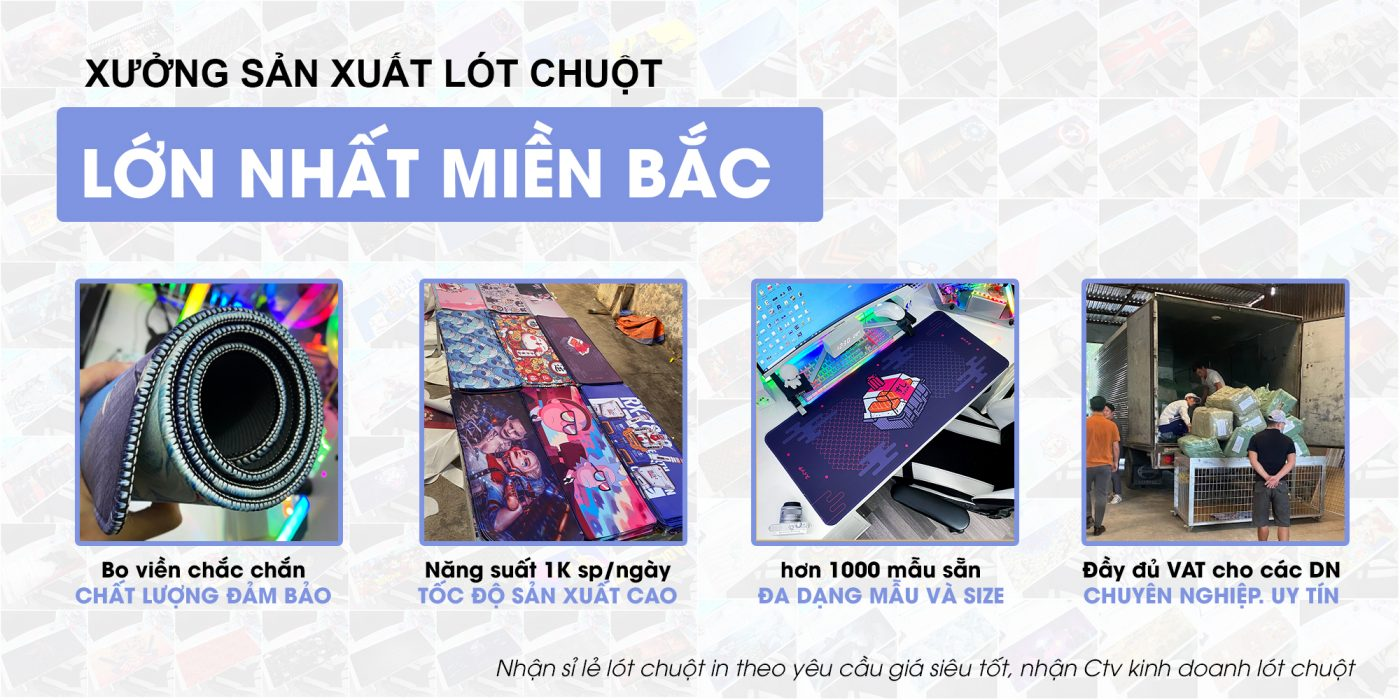 XƯỞNG SẢN XUẤT LÓT CHUỘT
LỚN NHẤT MIỀN BẮC
Bo viền chắc chắn
CHẤT LƯỢNG ĐẢM BẢO
Năng suất 1K sp/ngày
TỐC ĐỘ SẢN XUẤT CAO
hơn 1000 mẫu sẵn
ĐA DẠNG MẪU VÀ SIZE
Đầy đủ VAT cho các DN
CHUYÊN NGHIỆP. UY TÍN
Nhận sỉ lẻ lót chuột in theo yêu cầu giá siêu tốt, nhận Ctv kinh doanh lót chuột